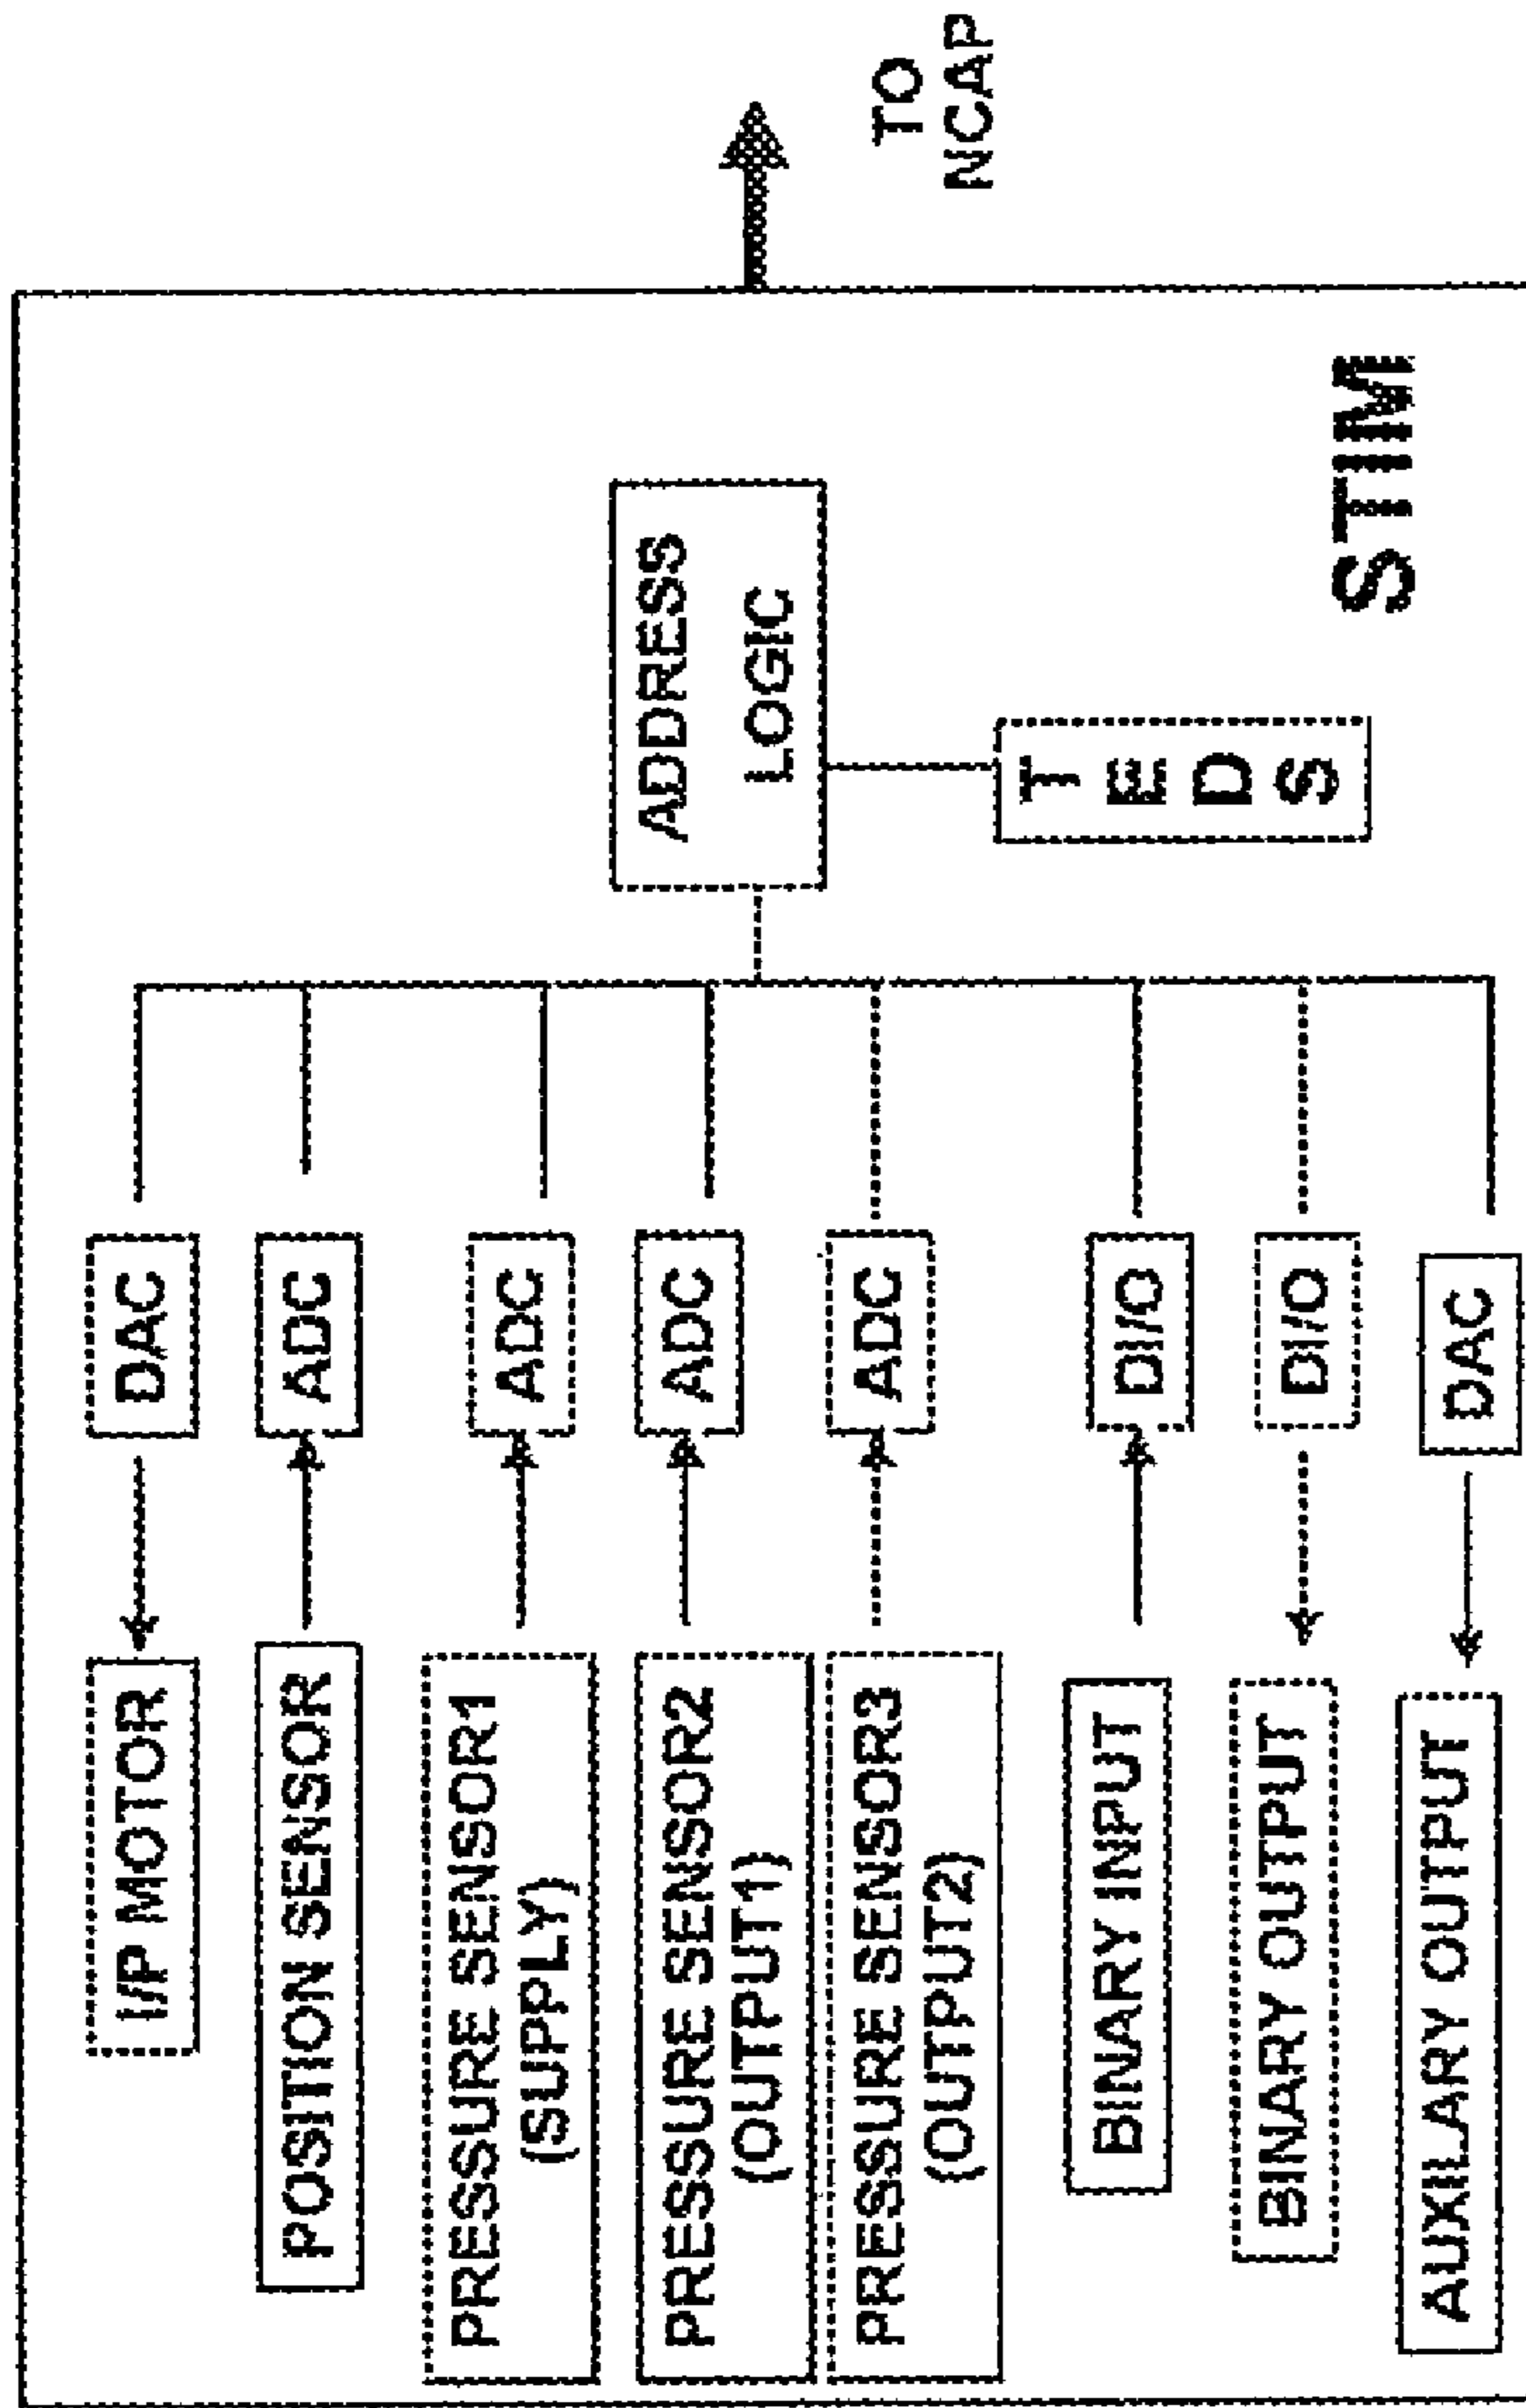 I/P MOTOR
DAC
POSITION SENSOR
ADC
PRESSURE SENSOR1
(SUPPLY)
ADC
PRESSURE SENSOR2
(OUTPUT1)
ADC
PRESSURE SENSOR3
(OUTPUT2)
ADC
BINARY INPUT
DI/O
BINARY OUTPUT
DI/O
AUXILARY OUTPUT
DAC
ADDRESS
LOGIC
T
E
D
S
STIM
TO
NCAP